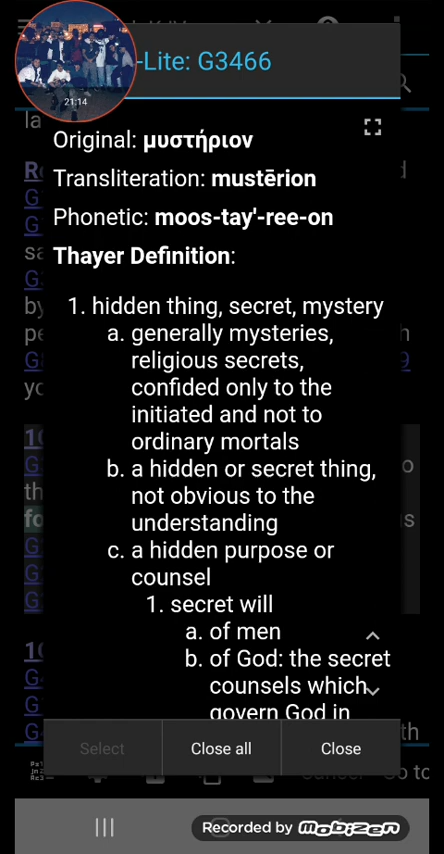 -Lite: G3466
21:14
Original: μυστήριον
Transliteration: mustērion
Phonetic: moos-tay'-ree-on
Thayer Definition:
1. hidden thing, secret, mystery
a. generally mysteries,
religious secrets,
confided only to the
initiated and not to
ordinary mortals
b. a hidden or secret thing,
not obvious to the
understanding
c. a hidden purpose or
counsel
1. secret will
a. of men
b. of God: the secret
counsels which
govern God in
Select
Close all
Close
Recorded by Mobizen